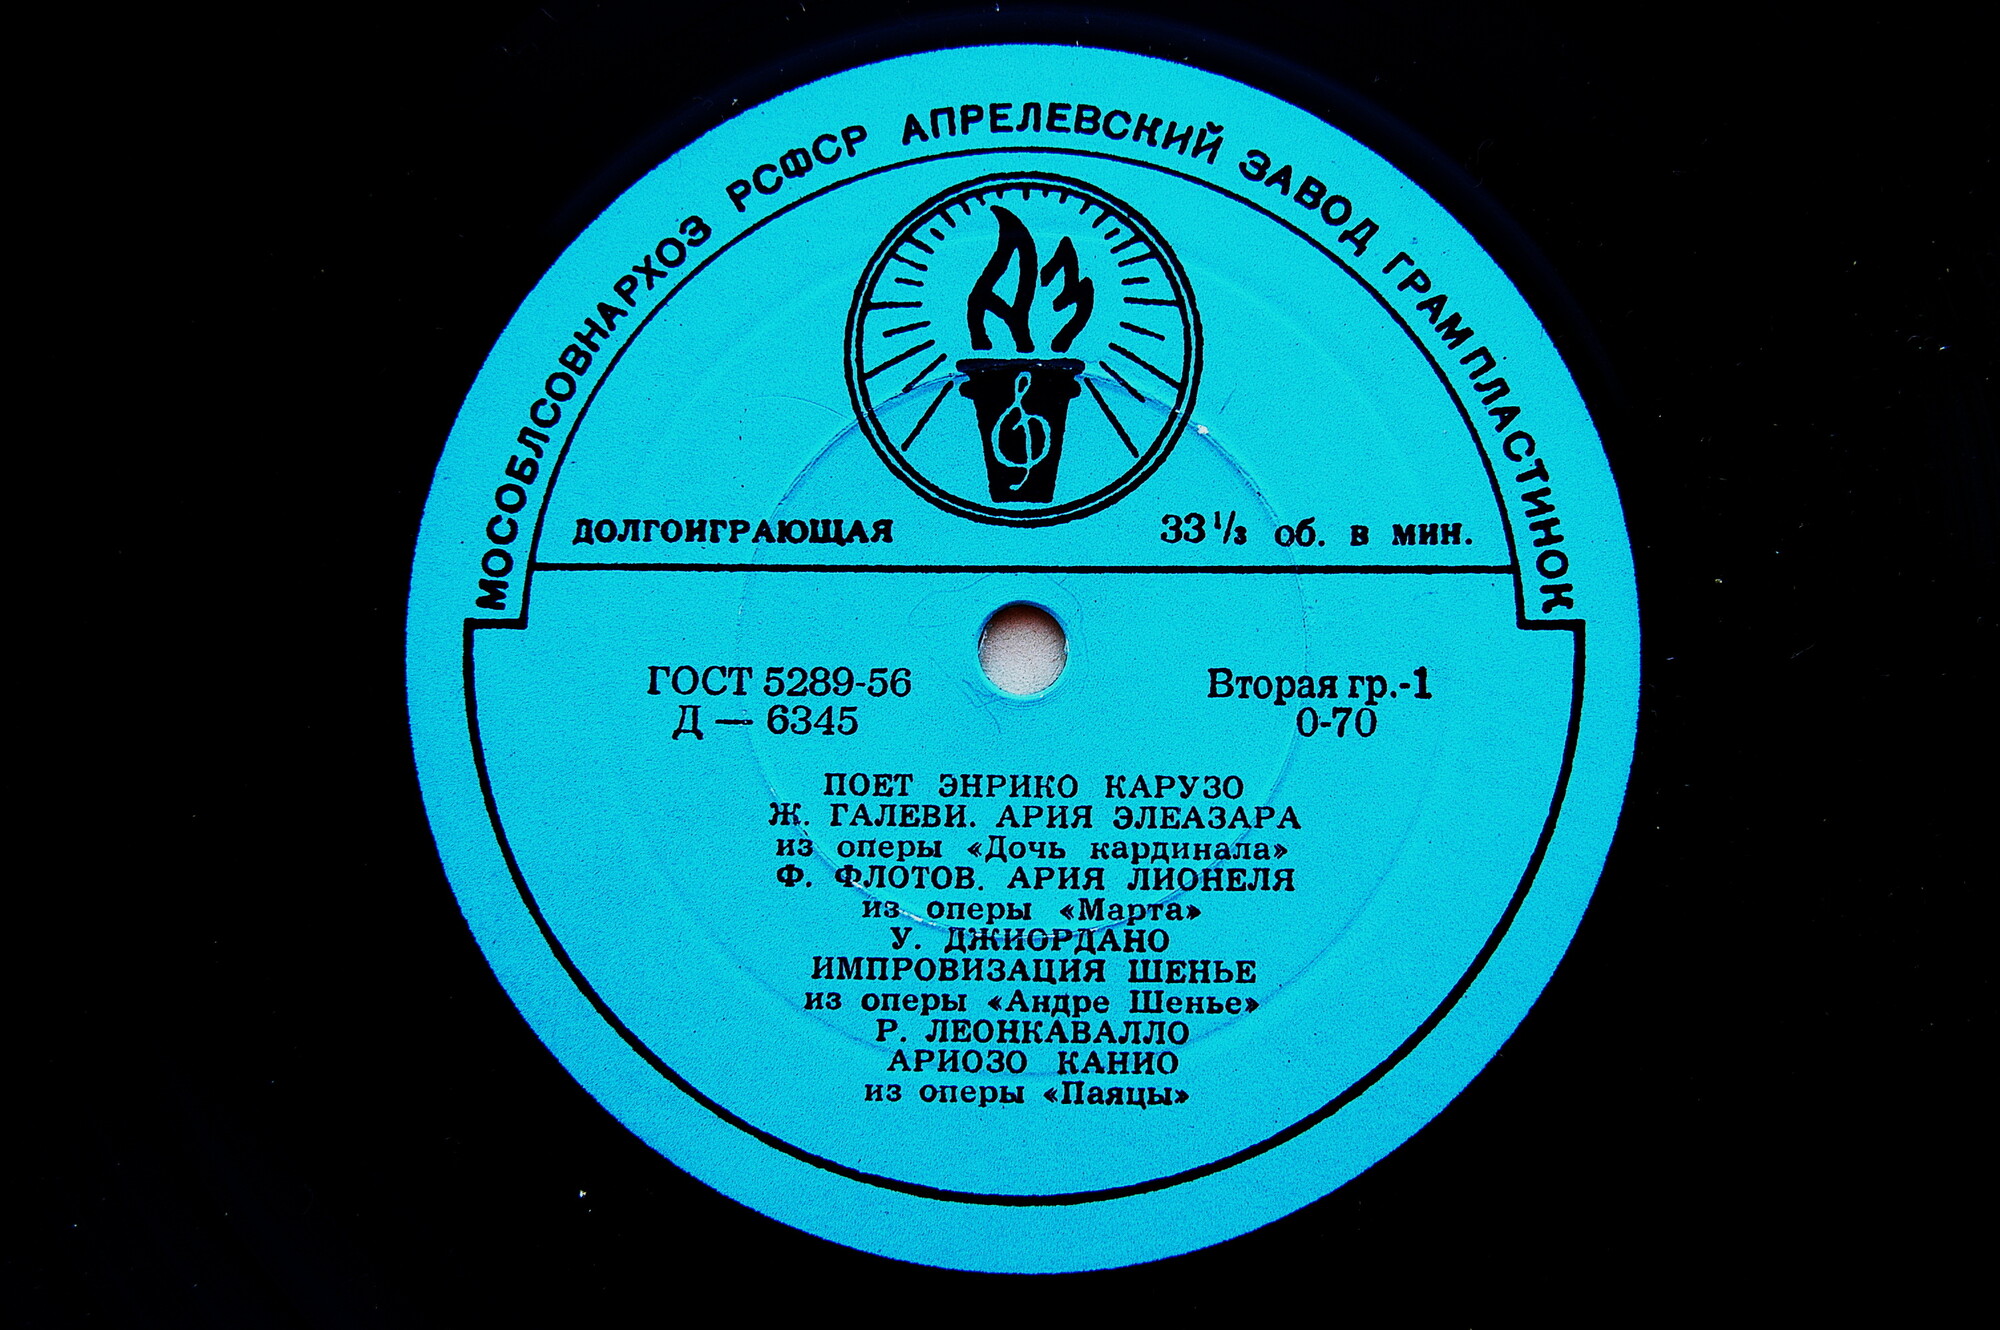 МОСОБЛСОВНАРХОЗ РСФСР АПРЕЛЕВСКИЙ ЗАВОД ГРАМПЛАСТИНОК
АЗ
ДОЛГОИГРАЮЩАЯ 33 1/3 об. в мин.
ГОСТ 5289-56 Вторая гр.-1
Д — 6345 0-70
ПОЕТ ЭНРИКО КАРУЗО
Ж. ГАЛЕВИ. АРИЯ ЭЛЕАЗАРА
из оперы «Дочь кардинала»
Ф. ФЛОТОВ. АРИЯ ЛИОНЕЛЯ
из оперы «Марта»
У. ДЖИОРДАНО
ИМПРОВИЗАЦИЯ ШЕНЬЕ
из оперы «Андре Шенье»
Р. ЛЕОНКАВАЛЛО
АРИОЗО КАНИО
из оперы «Паяцы»